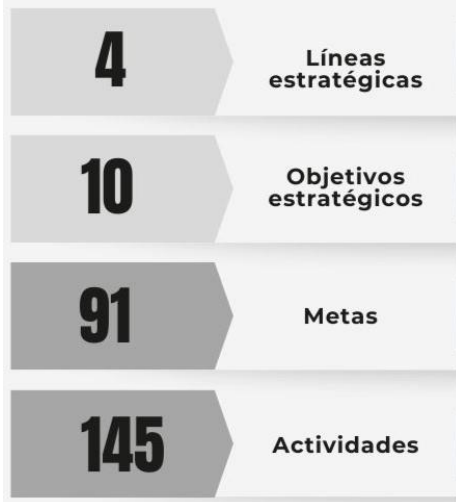 4
Líneas
estratégicas
10
Objetivos
estratégicos
91
Metas
145
Actividades